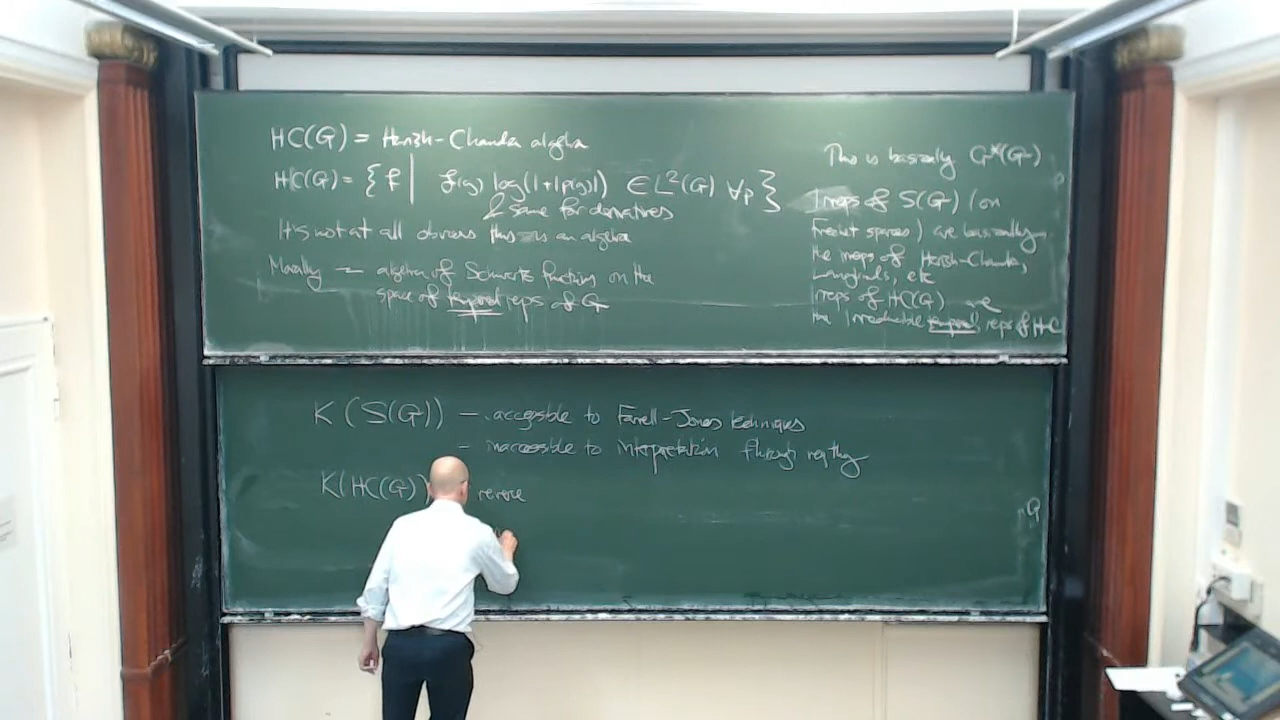 HC(G) = Harish-Chandra algebra
HC(G) = { f | f(g) log(1+|p(g)|) ∈ L²(G) ∀p }
& same for derivatives
It is not at all obvious this is an algebra
Morally — algebra of Schwartz functions on the
space of tempered reps of G
This is basically C*(G)
Irreps of S(G) (on
Frechet spaces) are basically
the irreps of Harish-Chandra,
etc
irreps of HC(G) are
the irreducible tempered reps of HC
K(S(G)) — accessible to Farrell-Jones techniques
- inaccessible to interpretation through rep thy
K(HC(G)) reverse